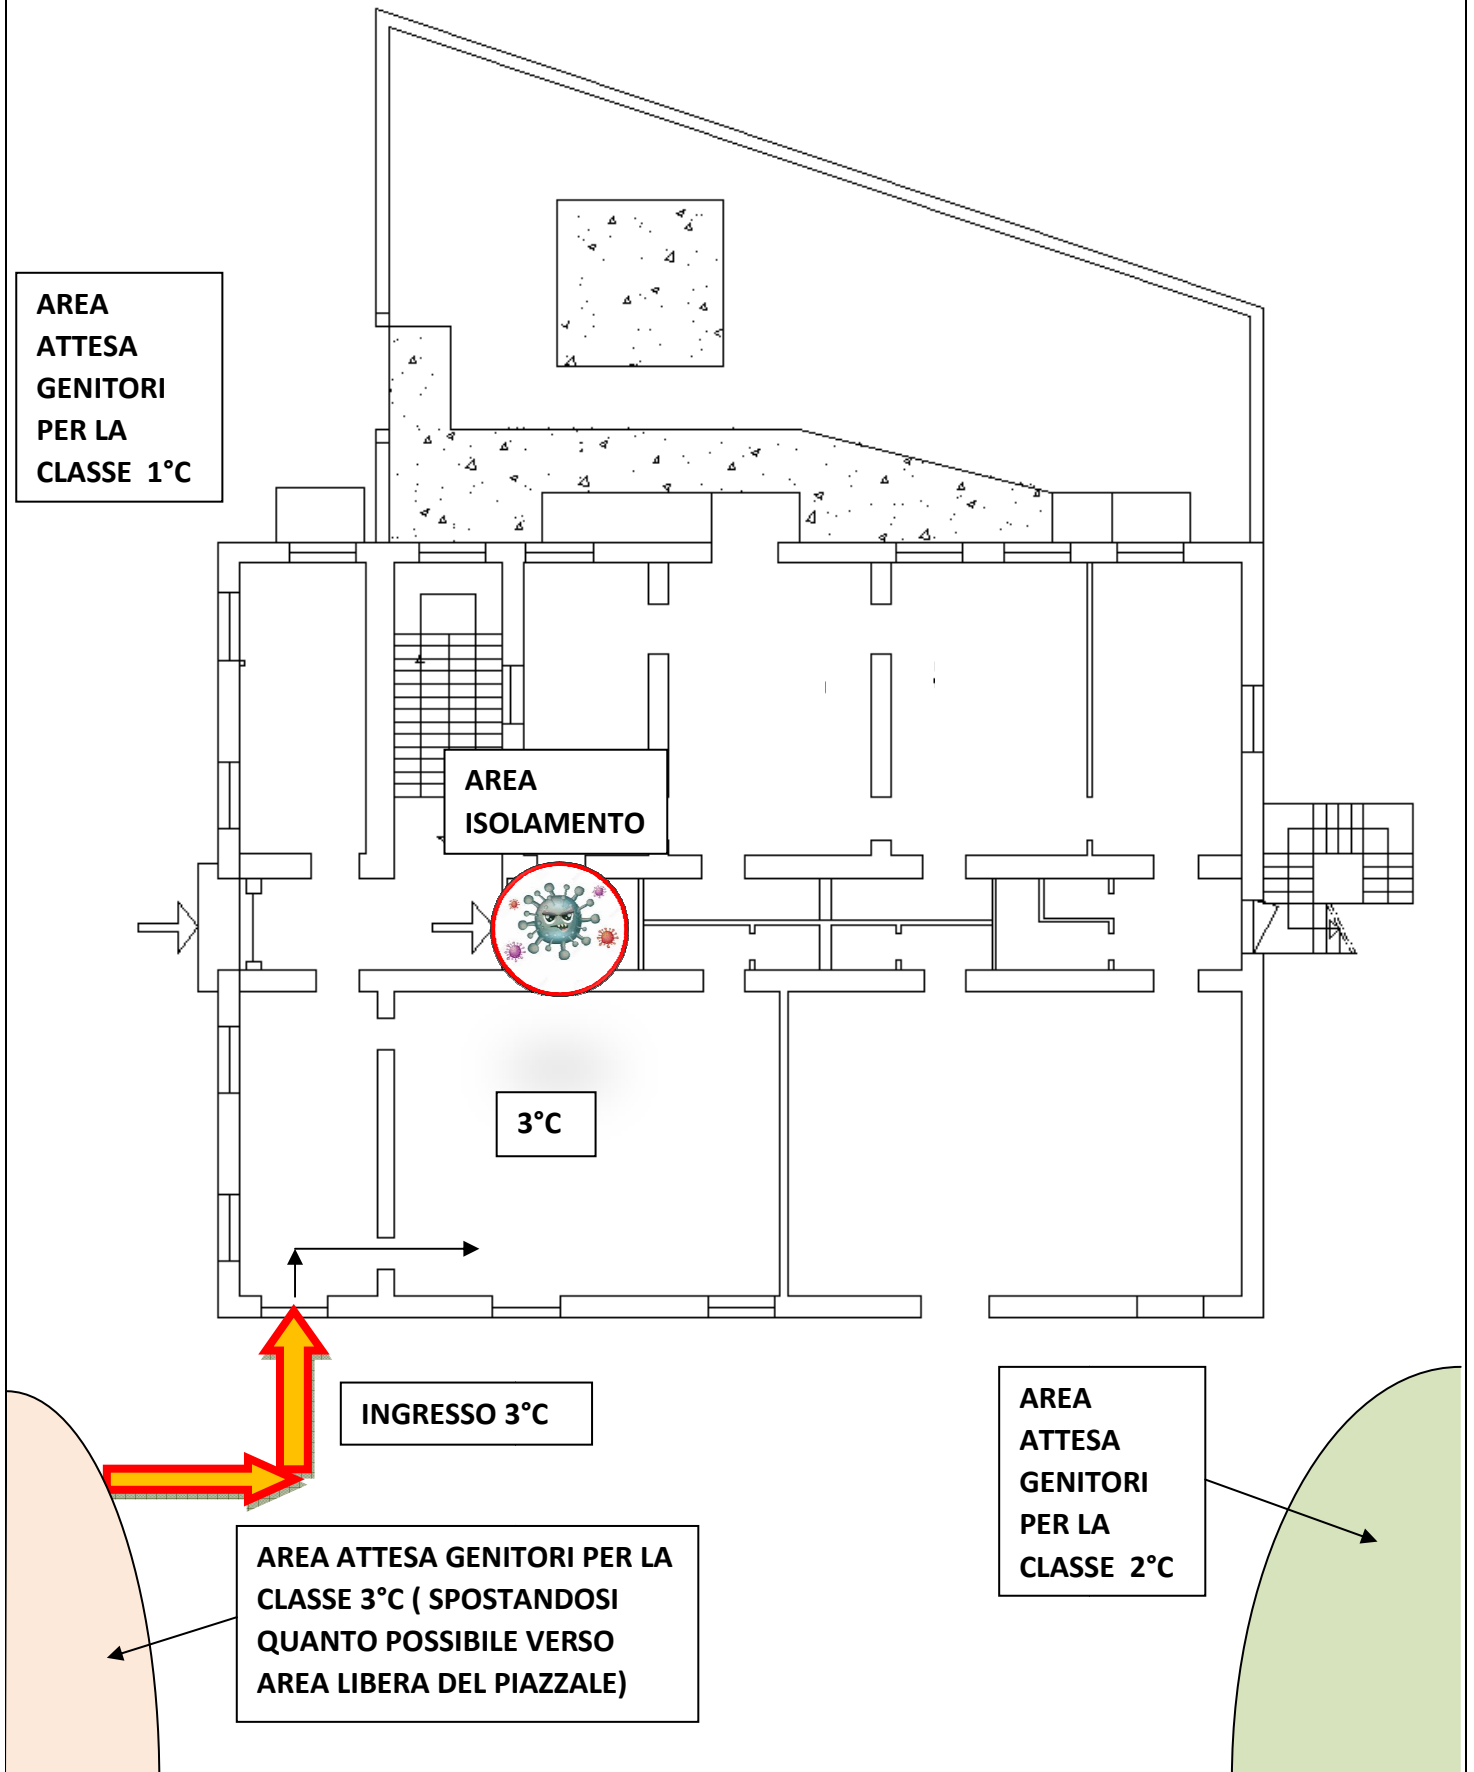 AREA
ATTESA
GENITORI
PER LA
CLASSE 1°C
AREA
ISOLAMENTO
3°C
INGRESSO 3°C
AREA ATTESA GENITORI PER LA
CLASSE 3°C ( SPOSTANDOSI
QUANTO POSSIBILE VERSO
AREA LIBERA DEL PIAZZALE)
AREA
ATTESA
GENITORI
PER LA
CLASSE 2°C